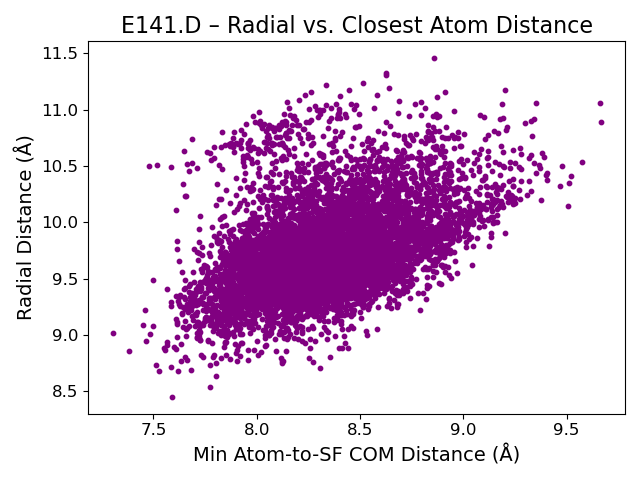 E141.D – Radial vs. Closest Atom Distance
11.5
11.0
10.5
10.0
9.5
9.0
8.5
Radial Distance (Å)
7.5 8.0 8.5 9.0 9.5
Min Atom-to-SF COM Distance (Å)